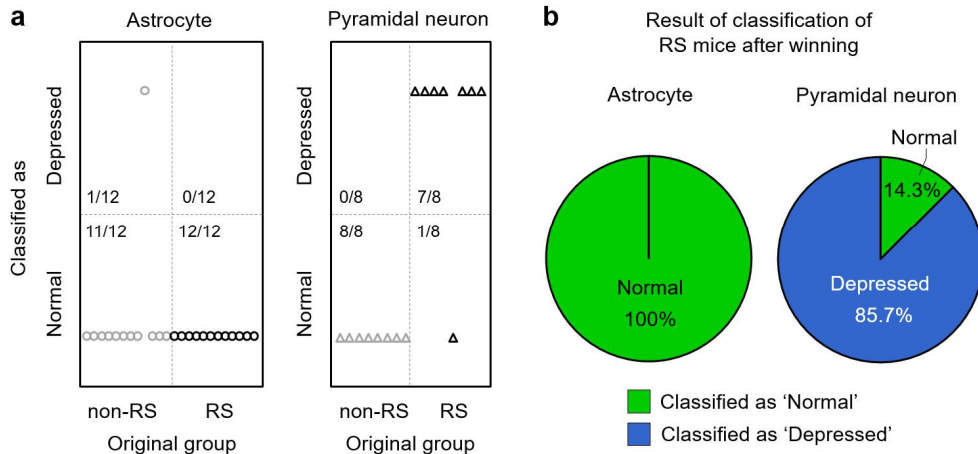 a
Astrocyte
Pyramidal neuron
Classified as
Depressed
Normal
1/12
0/12
11/12
12/12
non-RS
RS
Original group
Depressed
Normal
0/8
7/8
8/8
1/8
non-RS
RS
Original group
b
Result of classification of
RS mice after winning
Astrocyte
Pyramidal neuron
Normal
100%
Normal
14.3%
Depressed
85.7%
Classified as ‘Normal’
Classified as ‘Depressed’